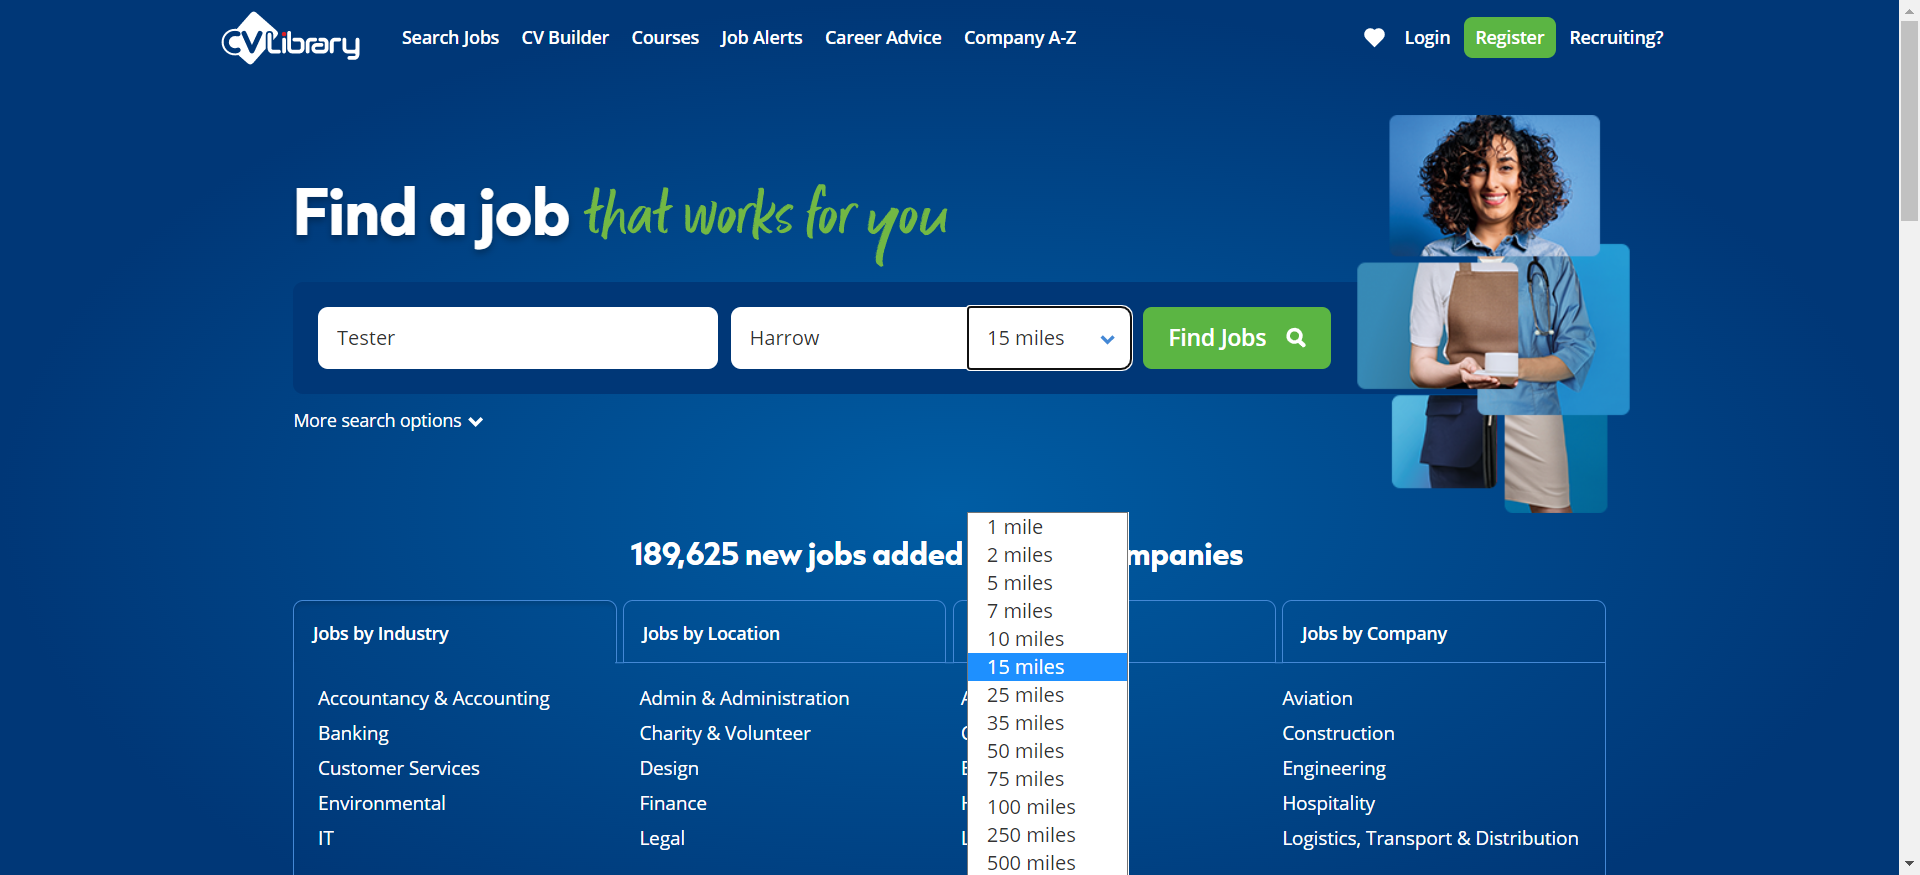 CVLibrary
Search Jobs CV Builder Courses Job Alerts Career Advice Company A-Z
Login Register Recruiting?
Find a job that works for you
Tester
Harrow
15 miles
Find Jobs
More search options
189,625 new jobs added
1 mile
2 miles
5 miles
7 miles
10 miles
15 miles
25 miles
35 miles
50 miles
75 miles
100 miles
250 miles
500 miles
Jobs by Industry
Jobs by Location
Jobs by Company
Accountancy & Accounting
Banking
Customer Services
Environmental
IT
Admin & Administration
Charity & Volunteer
Design
Finance
Legal
Aviation
Construction
Engineering
Hospitality
Logistics, Transport & Distribution